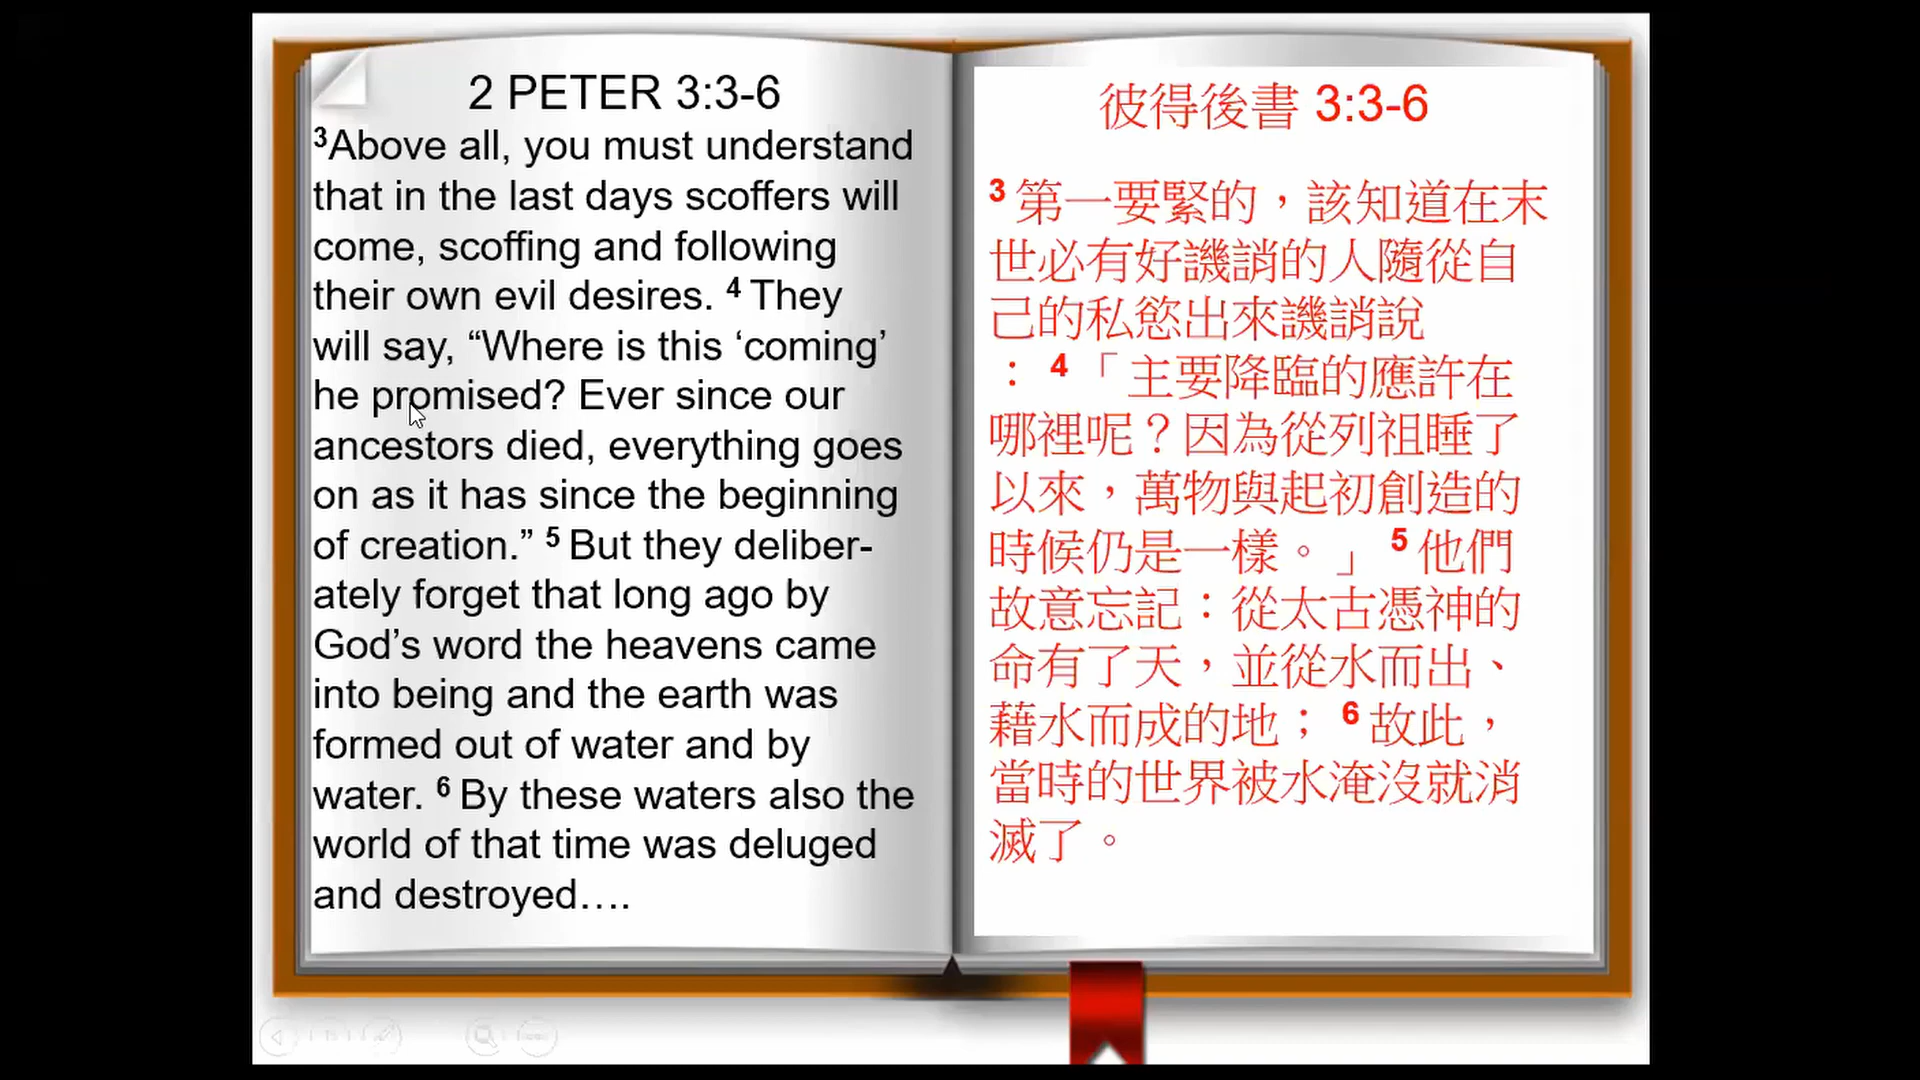 2 PETER 3:3-6
³Above all, you must understand
that in the last days scoffers will
come, scoffing and following
their own evil desires. ⁴ They
will say, “Where is this ‘coming’
he promised? Ever since our
ancestors died, everything goes
on as it has since the beginning
of creation.” ⁵ But they deliber-
ately forget that long ago by
God’s word the heavens came
into being and the earth was
formed out of water and by
water. ⁶ By these waters also the
world of that time was deluged
and destroyed….
彼得後書 3:3-6
³ 第一要緊的，該知道在末
世必有好譏誚的人隨從自
己的私慾出來譏誚說
： ⁴ 「主要降臨的應許在
哪裡呢？因為從列祖睡了
以來，萬物與起初創造的
時候仍是一樣。」 ⁵ 他們
故意忘記：從太古憑神的
命有了天，並從水而出、
藉水而成的地； ⁶ 故此，
當時的世界被水淹沒就消
滅了。